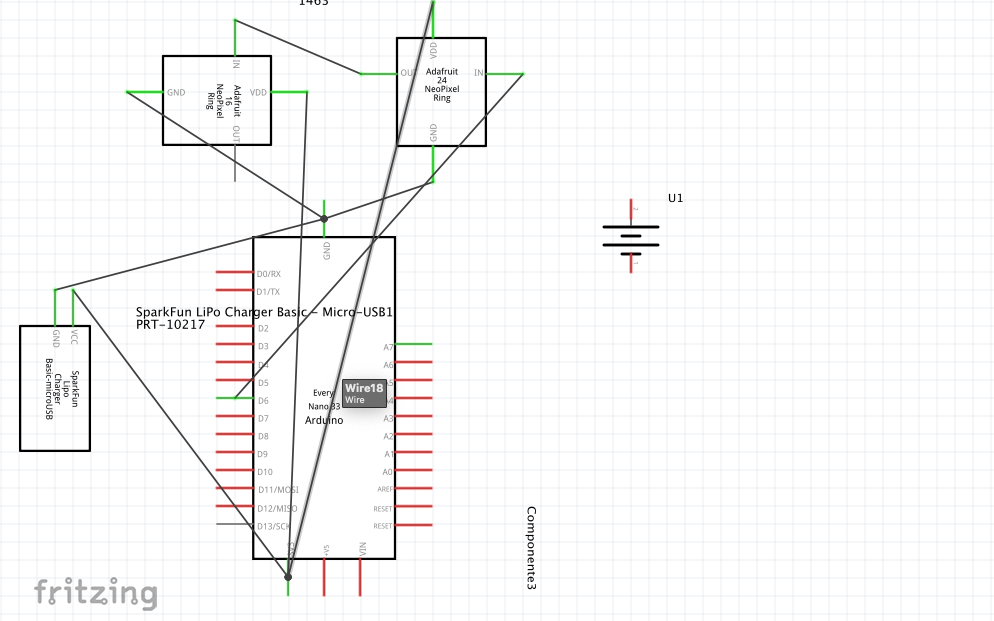 1463
IN
GND
Adafruit
16
NeoPixel
Ring
VDD
OUT
VDD
OUT
Adafruit
24
NeoPixel
Ring
IN
GND
U1
2
1
GND
D0/RX
D1/TX
SparkFun LiPo Charger Basic - Micro-USB1
PRT-10217
D2
D3
D4
D5
D6
D7
D8
D9
D10
D11/MOSI
D12/MISO
D13/SCK
A7
A6
A3
A2
A1
A0
AREF
RESET
RESET
Every
Nano 33
Arduino
Wire18
Wire
GND
VCC
SparkFun
Lipo
Charger
Basic-microUSB
+5V
VIN
Componente3
fritzing